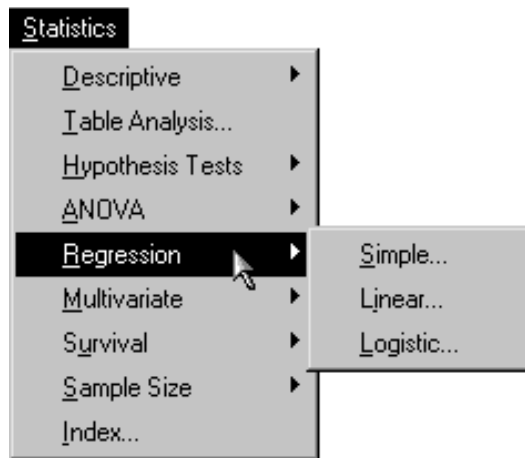 Statistics
Descriptive
Table Analysis...
Hypothesis Tests
ANOVA
Regression
Simple...
Multivariate
Linear...
Survival
Logistic...
Sample Size
Index...